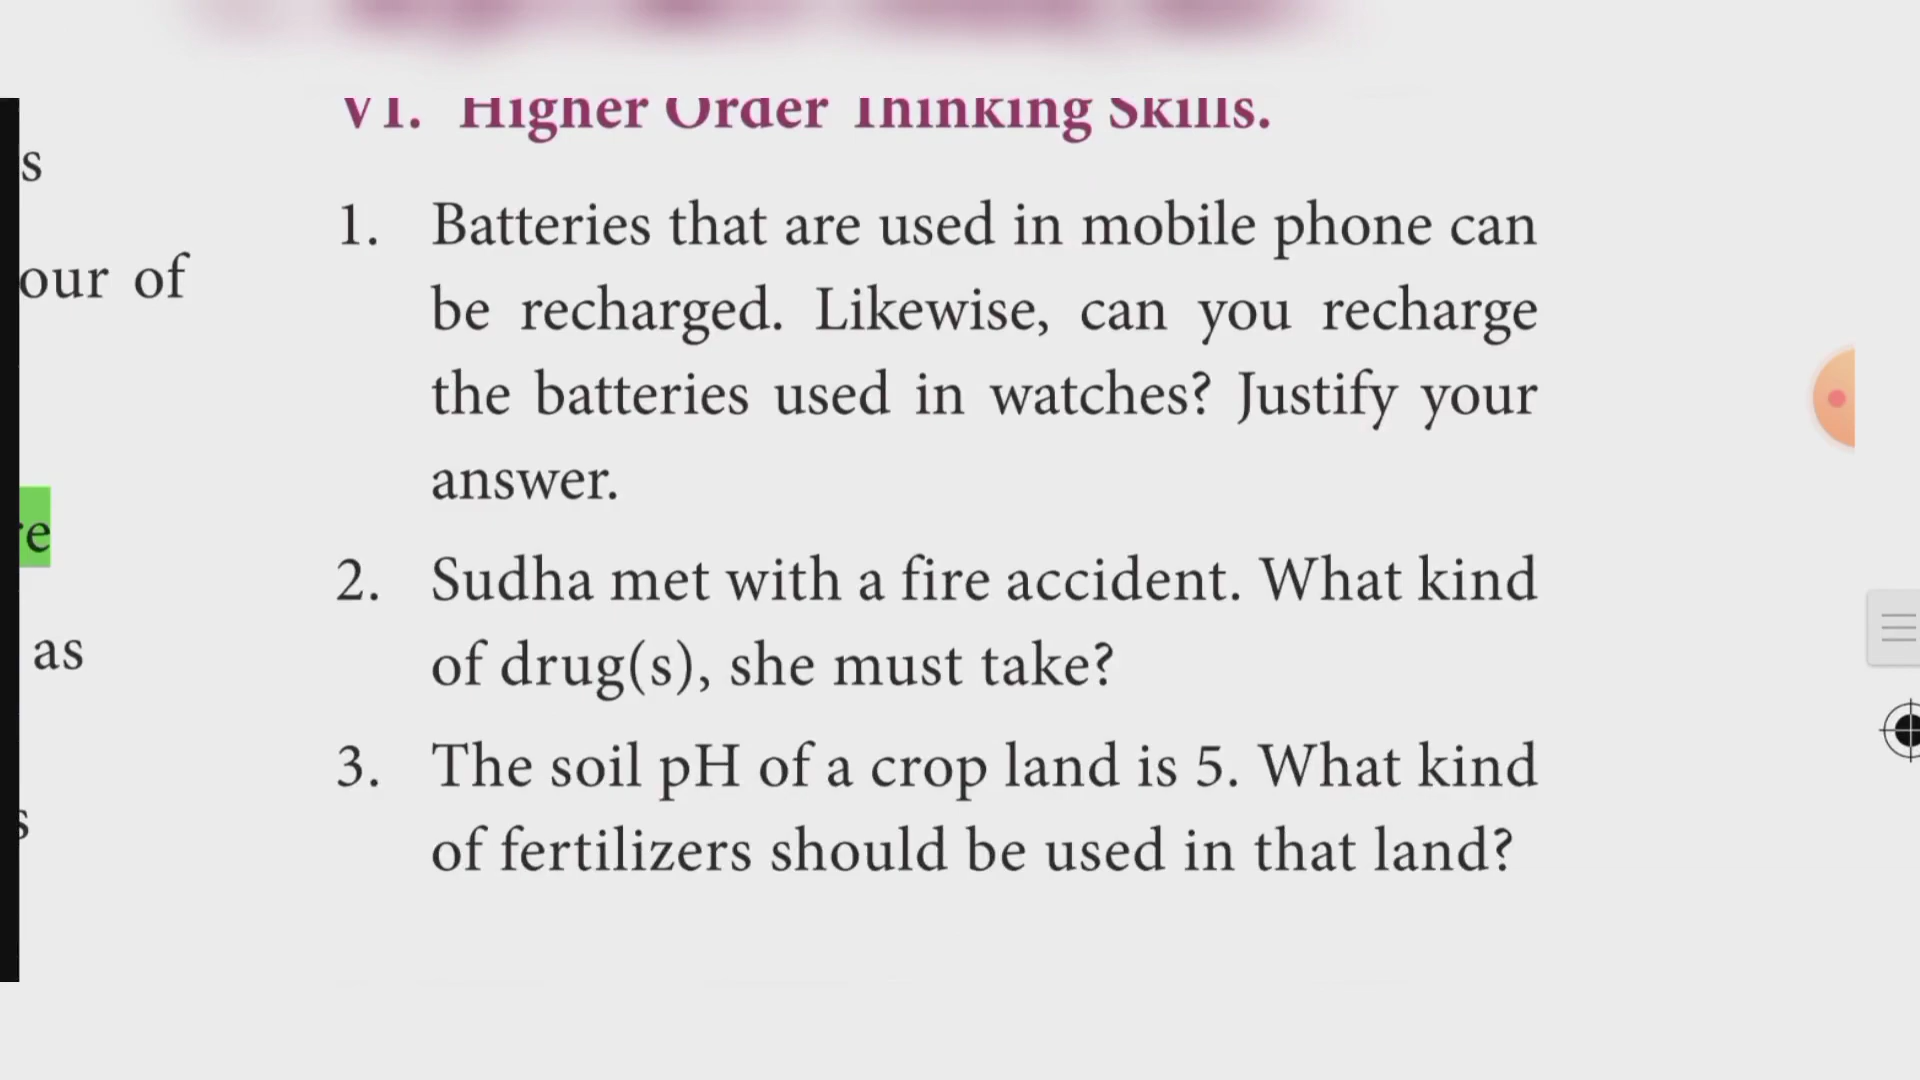 VI. Higher Order Thinking Skills.
s
our of
e
as
s
1. Batteries that are used in mobile phone can
be recharged. Likewise, can you recharge
the batteries used in watches? Justify your
answer.
2. Sudha met with a fire accident. What kind
of drug(s), she must take?
3. The soil pH of a crop land is 5. What kind
of fertilizers should be used in that land?